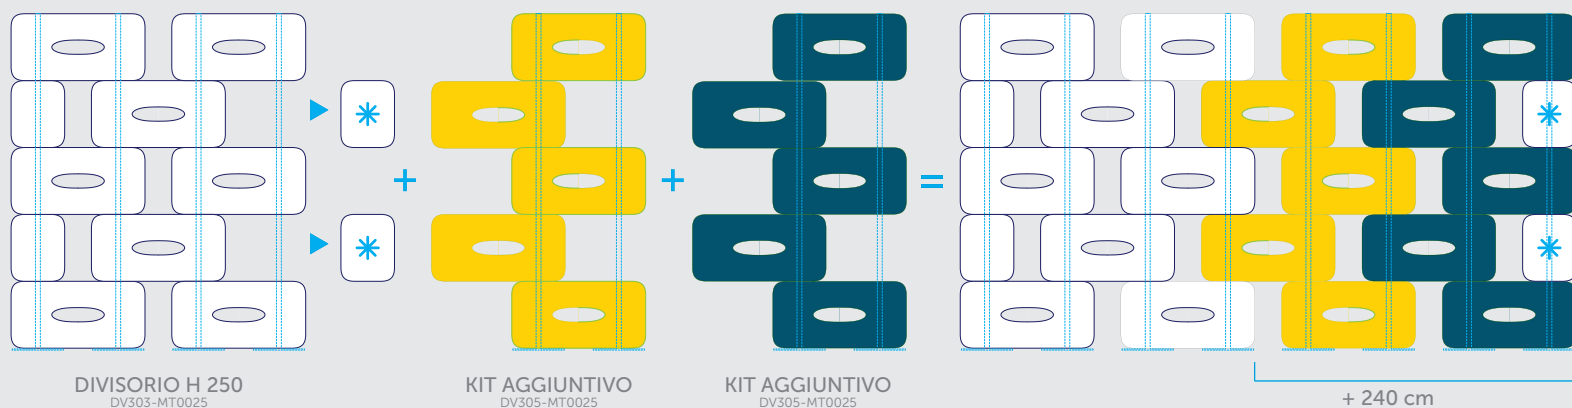 +
+
=
DIVISORIO H 250
DV303-MT0025
KIT AGGIUNTIVO
DV305-MT0025
KIT AGGIUNTIVO
DV305-MT0025
+ 240 cm